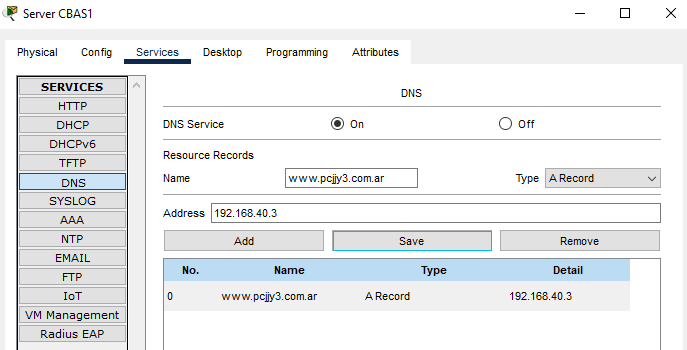 Server CBAS1
Physical Config Services Desktop Programming Attributes
SERVICES
HTTP
DHCP
DHCPv6
TFTP
DNS
SYSLOG
AAA
NTP
EMAIL
FTP
IoT
VM Management
Radius EAP
DNS
DNS Service On Off
Resource Records
Name www.pcjjy3.com.ar Type A Record
Address 192.168.40.3
Add Save Remove
No. Name Type Detail
0 www.pcjjy3.com.ar A Record 192.168.40.3